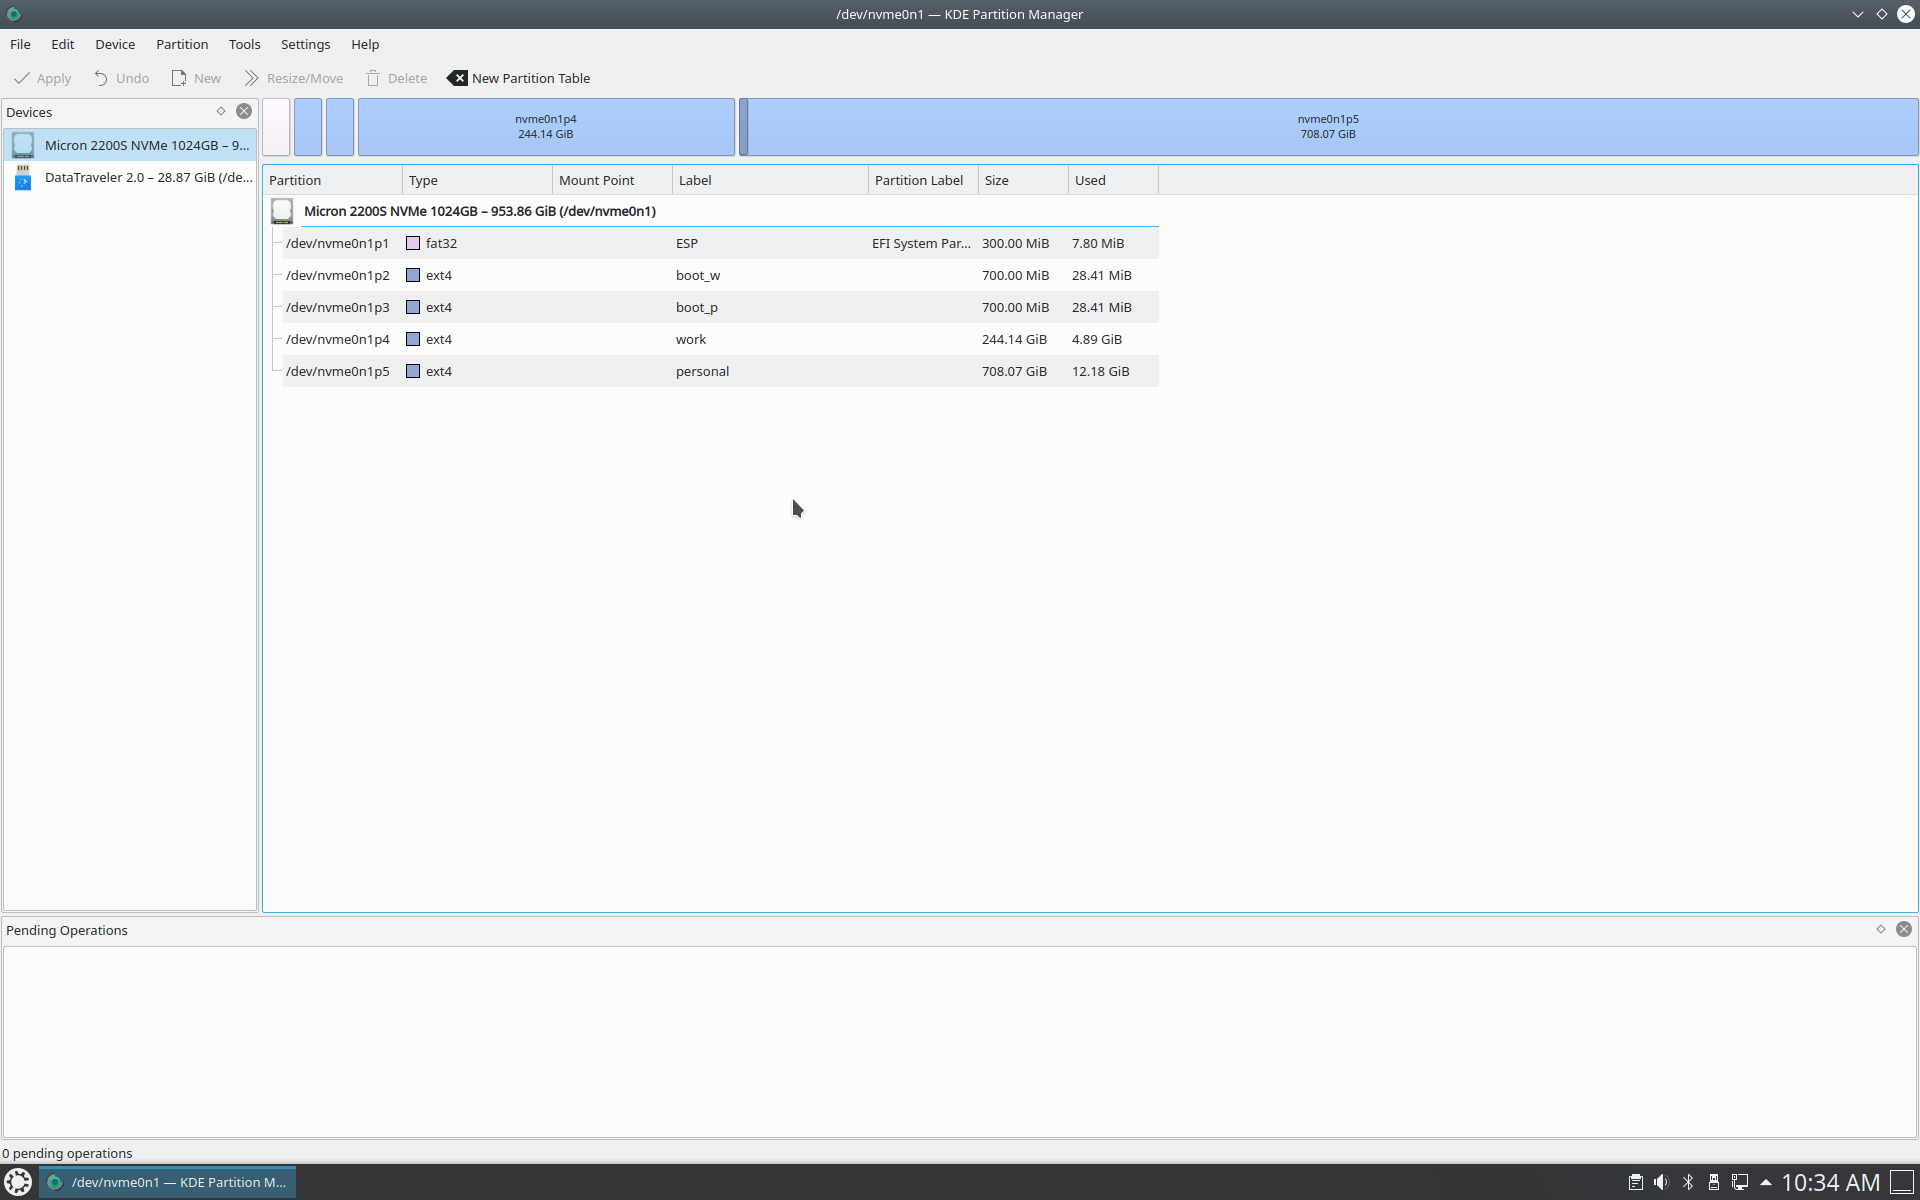 /dev/nvme0n1 — KDE Partition Manager
File Edit Device Partition Tools Settings Help
Apply Undo New Resize/Move Delete New Partition Table
Devices
Micron 2200S NVMe 1024GB – 9...
DataTraveler 2.0 – 28.87 GiB (/de...
nvme0n1p4
244.14 GiB
nvme0n1p5
708.07 GiB
Partition Type Mount Point Label Partition Label Size Used
Micron 2200S NVMe 1024GB – 953.86 GiB (/dev/nvme0n1)
/dev/nvme0n1p1 fat32 ESP EFI System Par... 300.00 MiB 7.80 MiB
/dev/nvme0n1p2 ext4 boot_w 700.00 MiB 28.41 MiB
/dev/nvme0n1p3 ext4 boot_p 700.00 MiB 28.41 MiB
/dev/nvme0n1p4 ext4 work 244.14 GiB 4.89 GiB
/dev/nvme0n1p5 ext4 personal 708.07 GiB 12.18 GiB
Pending Operations
0 pending operations
/dev/nvme0n1 — KDE Partition M...
10:34 AM